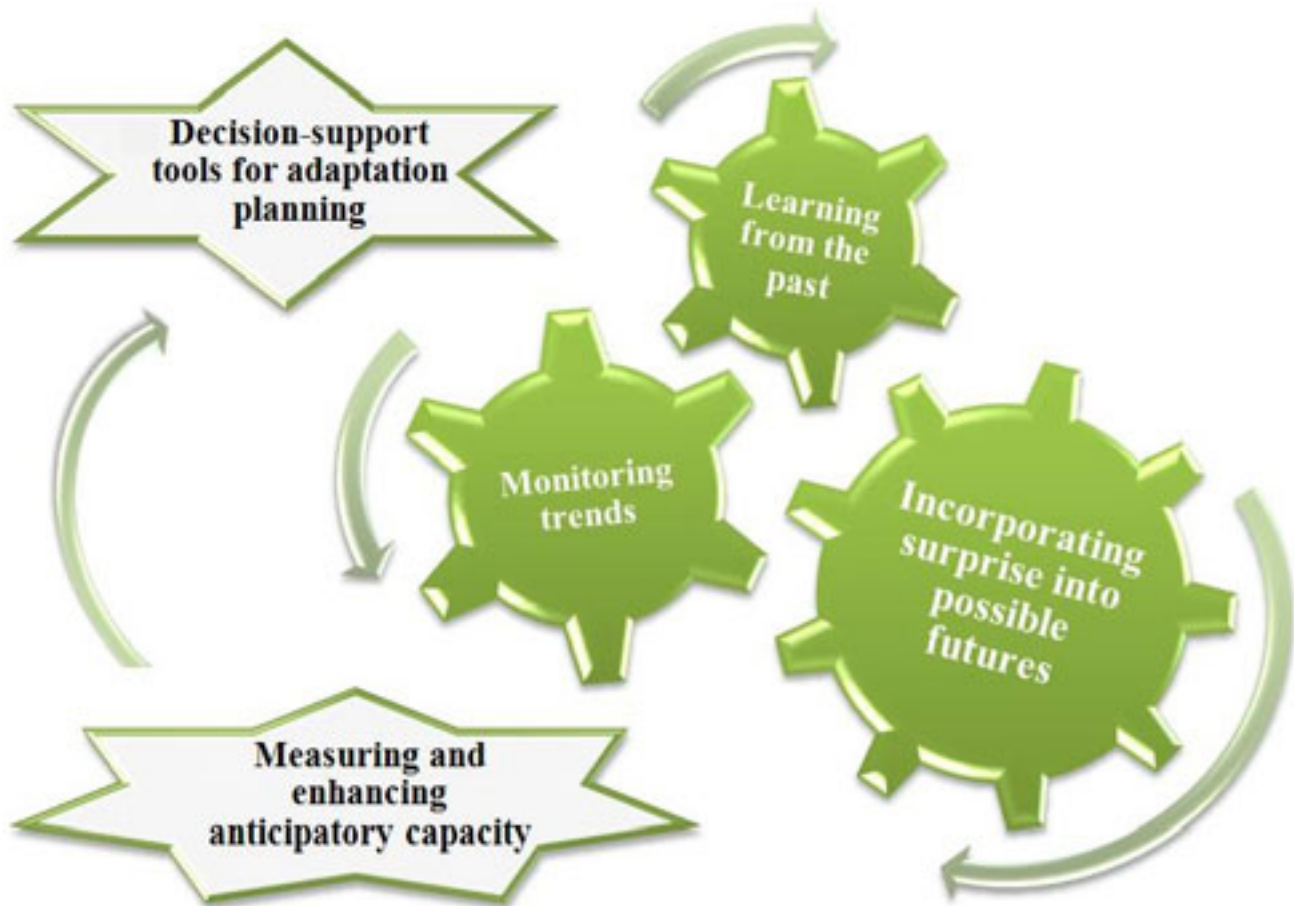 Decision-support
tools for adaptation
planning
Learning
from the
past
Monitoring
trends
Incorporating
surprise into
possible
futures
Measuring and
enhancing
anticipatory capacity